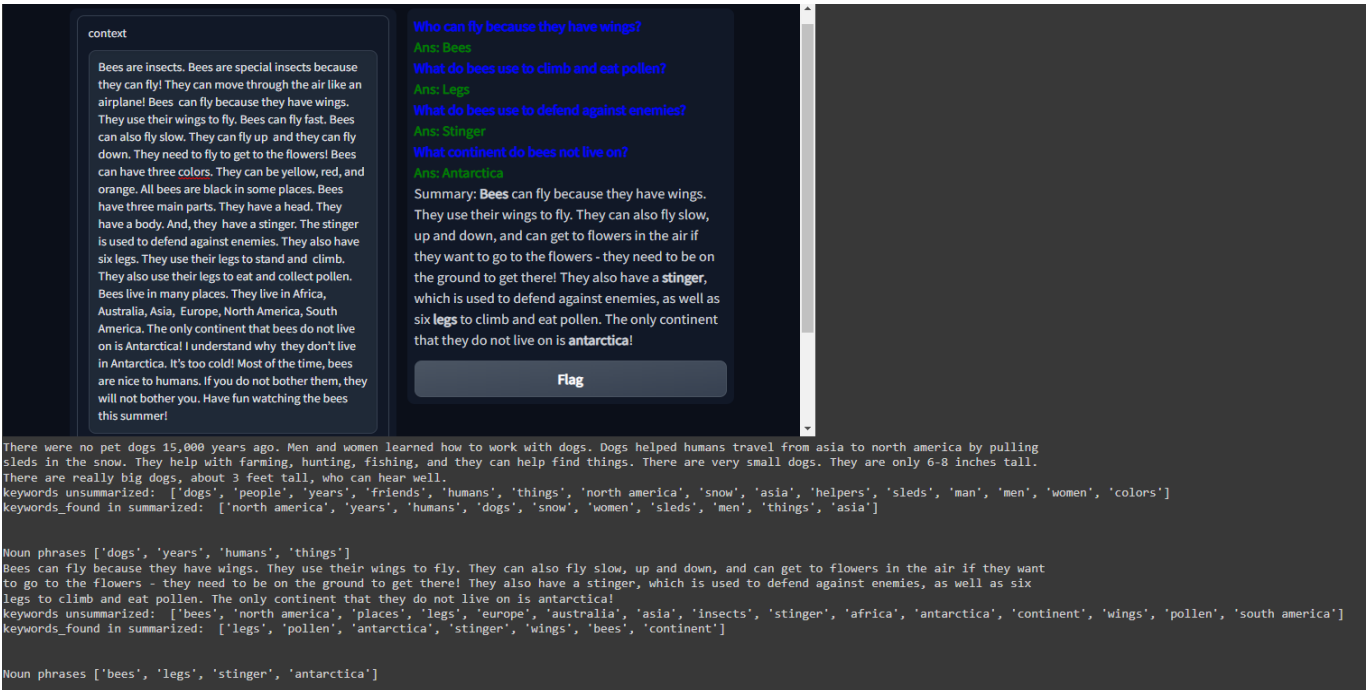 context
Bees are insects. Bees are special insects because
they can fly! They can move through the air like an
airplane! Bees  can fly because they have wings.
They use their wings to fly. Bees can fly fast. Bees
can also fly slow. They can fly up  and they can fly
down. They need to fly to get to the flowers! Bees
can have three colors. They can be yellow, red, and
orange. All bees are black in some places. Bees
have three main parts. They have a head. They
have a body. And, they  have a stinger. The stinger
is used to defend against enemies. They also have
six legs. They use their legs to stand and  climb.
They also use their legs to eat and collect pollen.
Bees live in many places. They live in Africa,
Australia, Asia,  Europe, North America, South
America. The only continent that bees do not live
on is Antarctica! I understand why  they don't live
in Antarctica. It's too cold! Most of the time, bees
are nice to humans. If you do not bother them, they
will not bother you. Have fun watching the bees
this summer!
Who can fly because they have wings?
Ans: Bees
What do bees use to climb and eat pollen?
Ans: Legs
What do bees use to defend against enemies?
Ans: Stinger
What continent do bees not live on?
Ans: Antarctica
Summary: Bees can fly because they have wings.
They use their wings to fly. They can also fly slow,
up and down, and can get to flowers in the air if
they want to go to the flowers - they need to be on
the ground to get there! They also have a stinger,
which is used to defend against enemies, as well as
six legs to climb and eat pollen. The only continent
that they do not live on is antarctica!
Flag
There were no pet dogs 15,000 years ago. Men and women learned how to work with dogs. Dogs helped humans travel from asia to north america by pulling
sleds in the snow. They help with farming, hunting, fishing, and they can help find things. There are very small dogs. They are only 6-8 inches tall.
There are really big dogs, about 3 feet tall, who can hear well.
keywords unsummarized:  ['dogs', 'people', 'years', 'friends', 'humans', 'things', 'north america', 'snow', 'asia', 'helpers', 'sleds', 'man', 'men', 'women', 'colors']
keywords_found in summarized:  ['north america', 'years', 'humans', 'dogs', 'snow', 'women', 'sleds', 'men', 'things', 'asia']
Noun phrases ['dogs', 'years', 'humans', 'things']
Bees can fly because they have wings. They use their wings to fly. They can also fly slow, up and down, and can get to flowers in the air if they want
to go to the flowers - they need to be on the ground to get there! They also have a stinger, which is used to defend against enemies, as well as six
legs to climb and eat pollen. The only continent that they do not live on is antarctica!
keywords unsummarized:  ['bees', 'north america', 'places', 'legs', 'europe', 'australia', 'asia', 'insects', 'stinger', 'africa', 'antarctica', 'continent', 'wings', 'pollen', 'south america']
keywords_found in summarized:  ['legs', 'pollen', 'antarctica', 'stinger', 'wings', 'bees', 'continent']
Noun phrases ['bees', 'legs', 'stinger', 'antarctica']